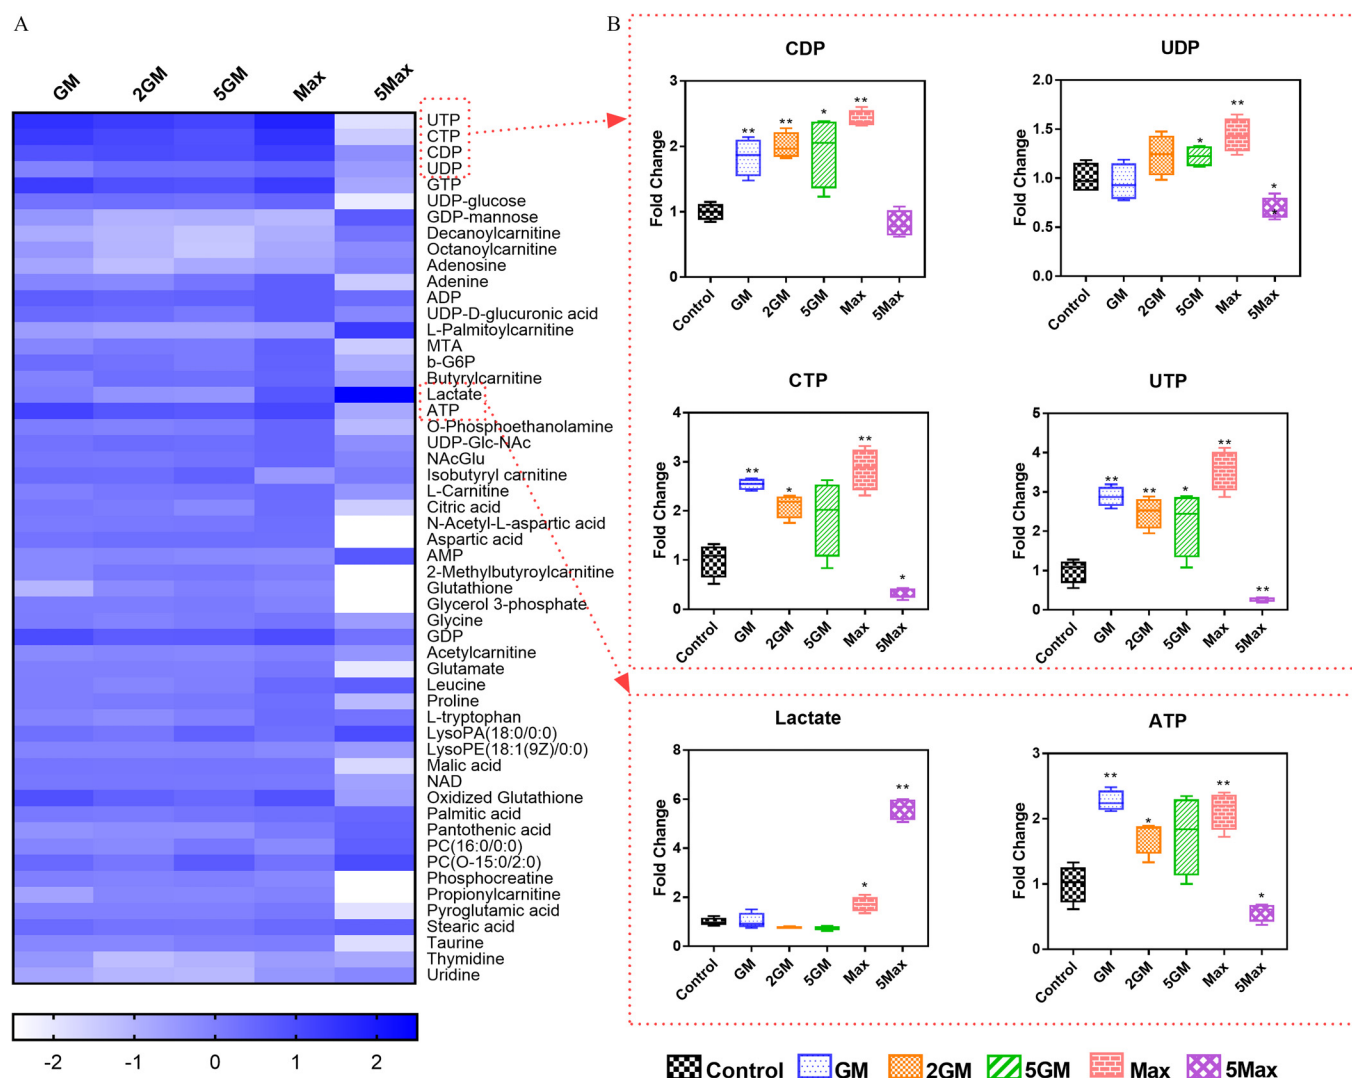 A
GM 2GM 5GM Max 5Max
UTP
CTP
CDP
UDP
GTP
UDP-glucose
GDP-mannose
Decanoylcarnitine
Octanoylcarnitine
Adenosine
Adenine
ADP
UDP-D-glucuronic acid
L-Palmitoylcarnitine
MTA
b-G6P
Butyrylcarnitine
Lactate
ATP
O-Phosphoethanolamine
UDP-Glc-NAc
NAcGlu
Isobutyryl carnitine
L-Carnitine
Citric acid
N-Acetyl-L-aspartic acid
Aspartic acid
AMP
2-Methylbutyroylcarnitine
Glutathione
Glycerol 3-phosphate
Glycine
GDP
Acetylcarnitine
Glutamate
Leucine
Proline
L-tryptophan
LysoPA(18:0/0:0)
LysoPE(18:1(9Z)/0:0)
Malic acid
NAD
Oxidized Glutathione
Palmitic acid
Pantothenic acid
PC(16:0/0:0)
PC(O-15:0/2:0)
Phosphocreatine
Propionylcarnitine
Pyroglutamic acid
Stearic acid
Taurine
Thymidine
Uridine
-2 -1 0 1 2
B
CDP
Fold Change
3
2
1
0
** ** * **
Control GM 2GM 5GM Max 5Max
UDP
Fold Change
2.0
1.5
1.0
0.5
0.0
* ** * *
Control GM 2GM 5GM Max 5Max
CTP
Fold Change
4
3
2
1
0
** * ** *
Control GM 2GM 5GM Max 5Max
UTP
Fold Change
5
4
3
2
1
0
** ** * ** **
Control GM 2GM 5GM Max 5Max
Lactate
Fold Change
8
6
4
2
0
* **
Control GM 2GM 5GM Max 5Max
ATP
Fold Change
3
2
1
0
** * ** *
Control GM 2GM 5GM Max 5Max
Control GM 2GM 5GM Max 5Max